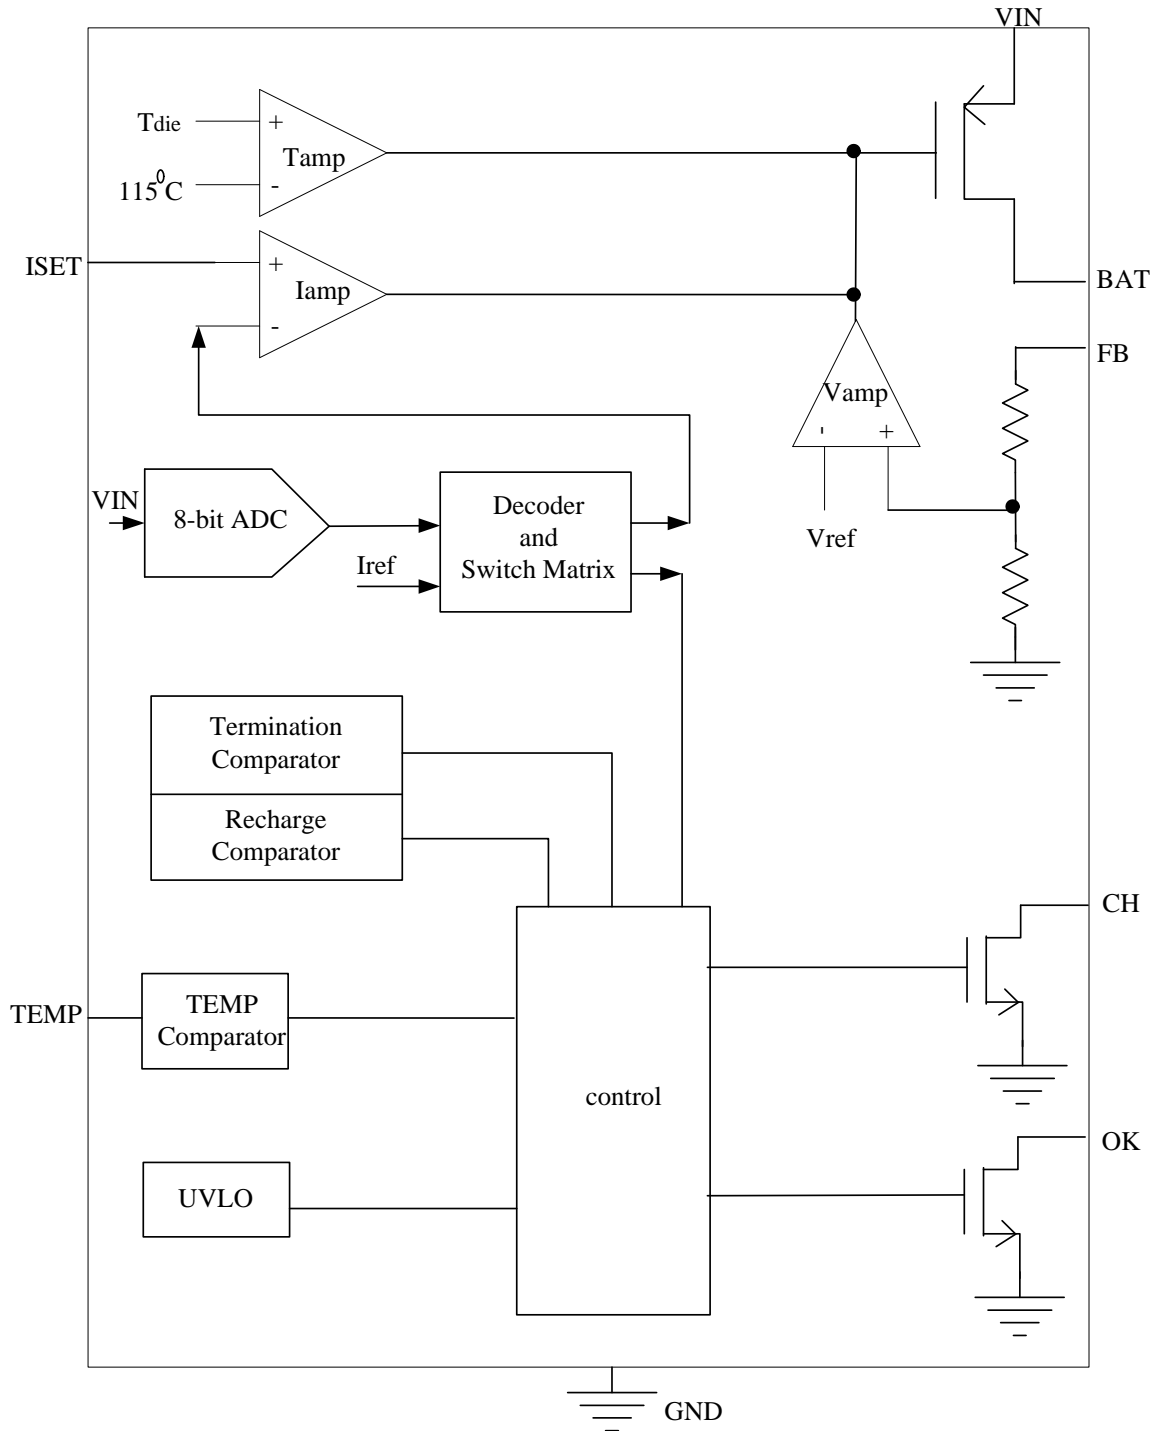 VIN
Tdie
+
Tamp
115⁰C
-
ISET
+
Iamp
-
BAT
FB
Vamp
- +
VIN
8-bit ADC
Decoder
and
Switch Matrix
Iref
Vref
Termination
Comparator
Recharge
Comparator
CH
TEMP
TEMP
Comparator
control
OK
UVLO
GND